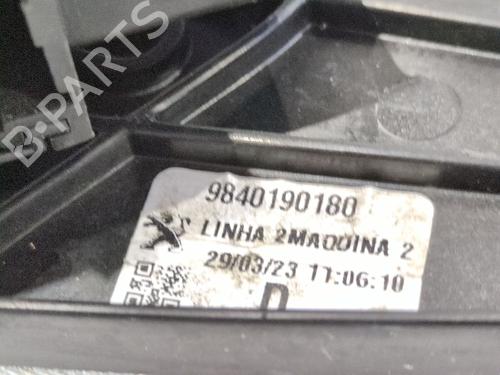 B-PARTS
9840190180
LINHA 2MAQUINA 2
29/03/23 11:06:10
D